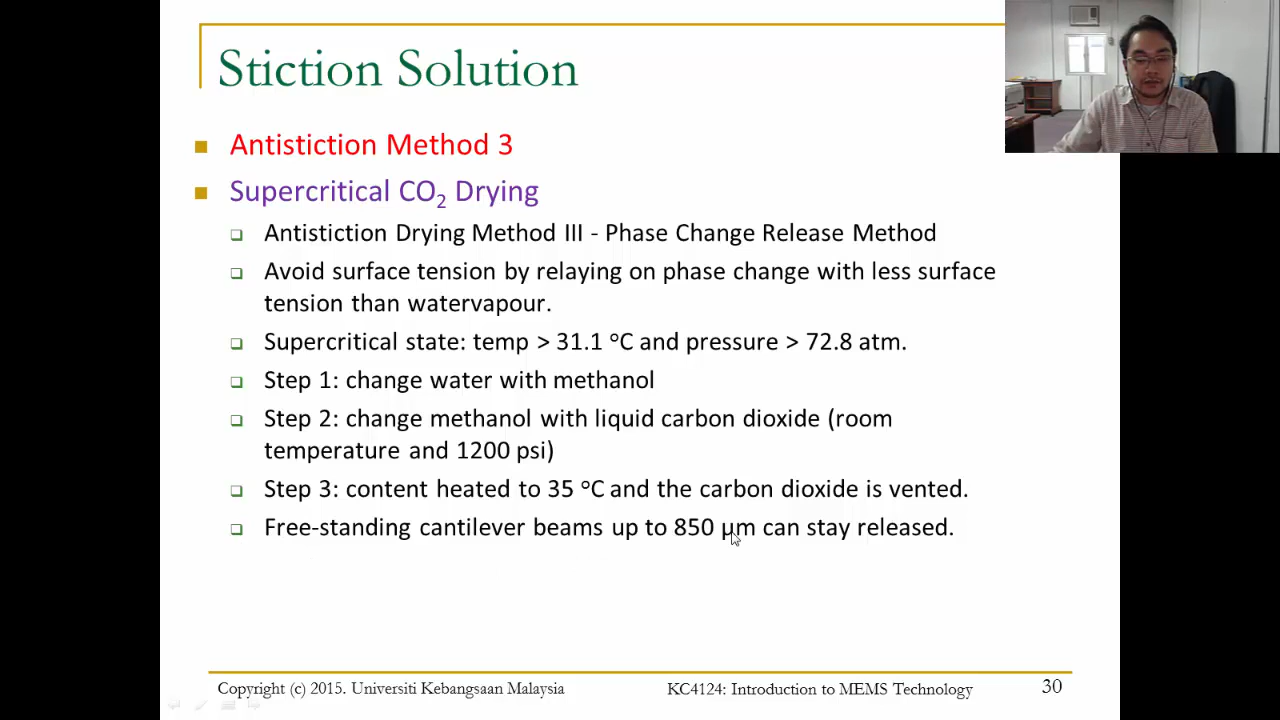 Stiction Solution
Antistiction Method 3
Supercritical CO2 Drying
Antistiction Drying Method III - Phase Change Release Method
Avoid surface tension by relaying on phase change with less surface
tension than watervapour.
Supercritical state: temp > 31.1 °C and pressure > 72.8 atm.
Step 1: change water with methanol
Step 2: change methanol with liquid carbon dioxide (room
temperature and 1200 psi)
Step 3: content heated to 35 °C and the carbon dioxide is vented.
Free-standing cantilever beams up to 850 µm can stay released.
Copyright (c) 2015. Universiti Kebangsaan Malaysia
KC4124: Introduction to MEMS Technology
30